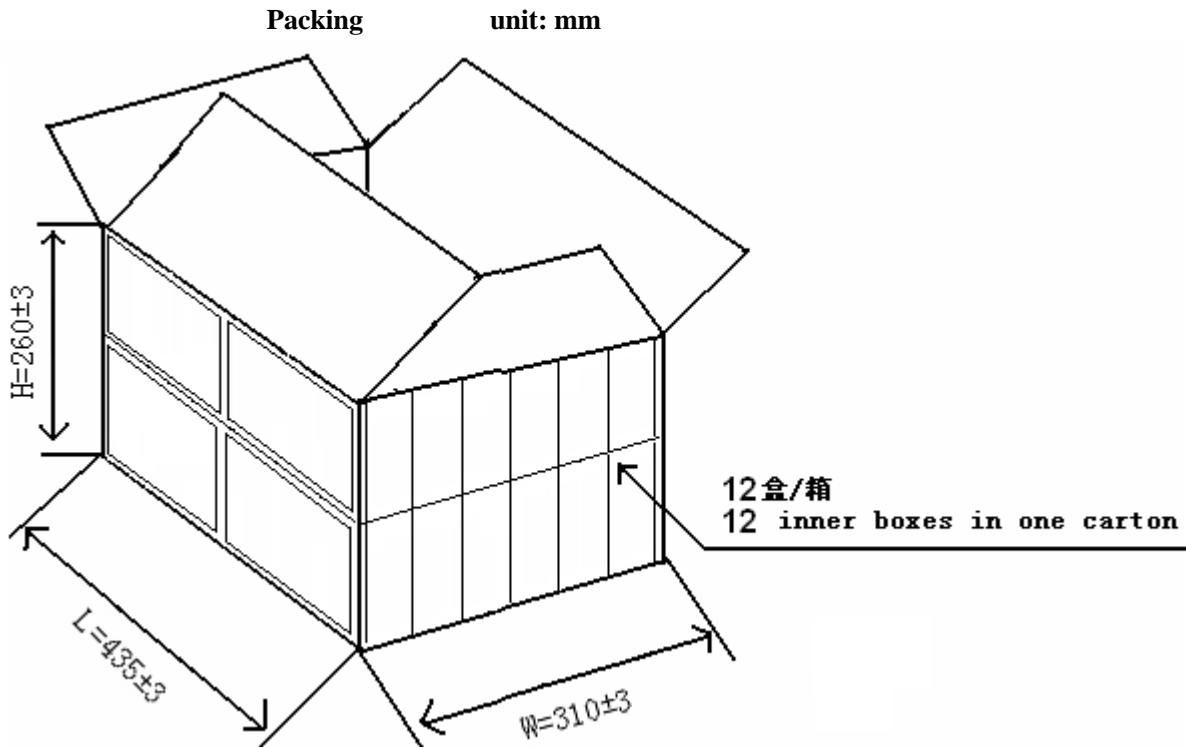 Packing unit: mm
H=260±3
12盒/箱
12 inner boxes in one carton
L=435±3
W=310±3